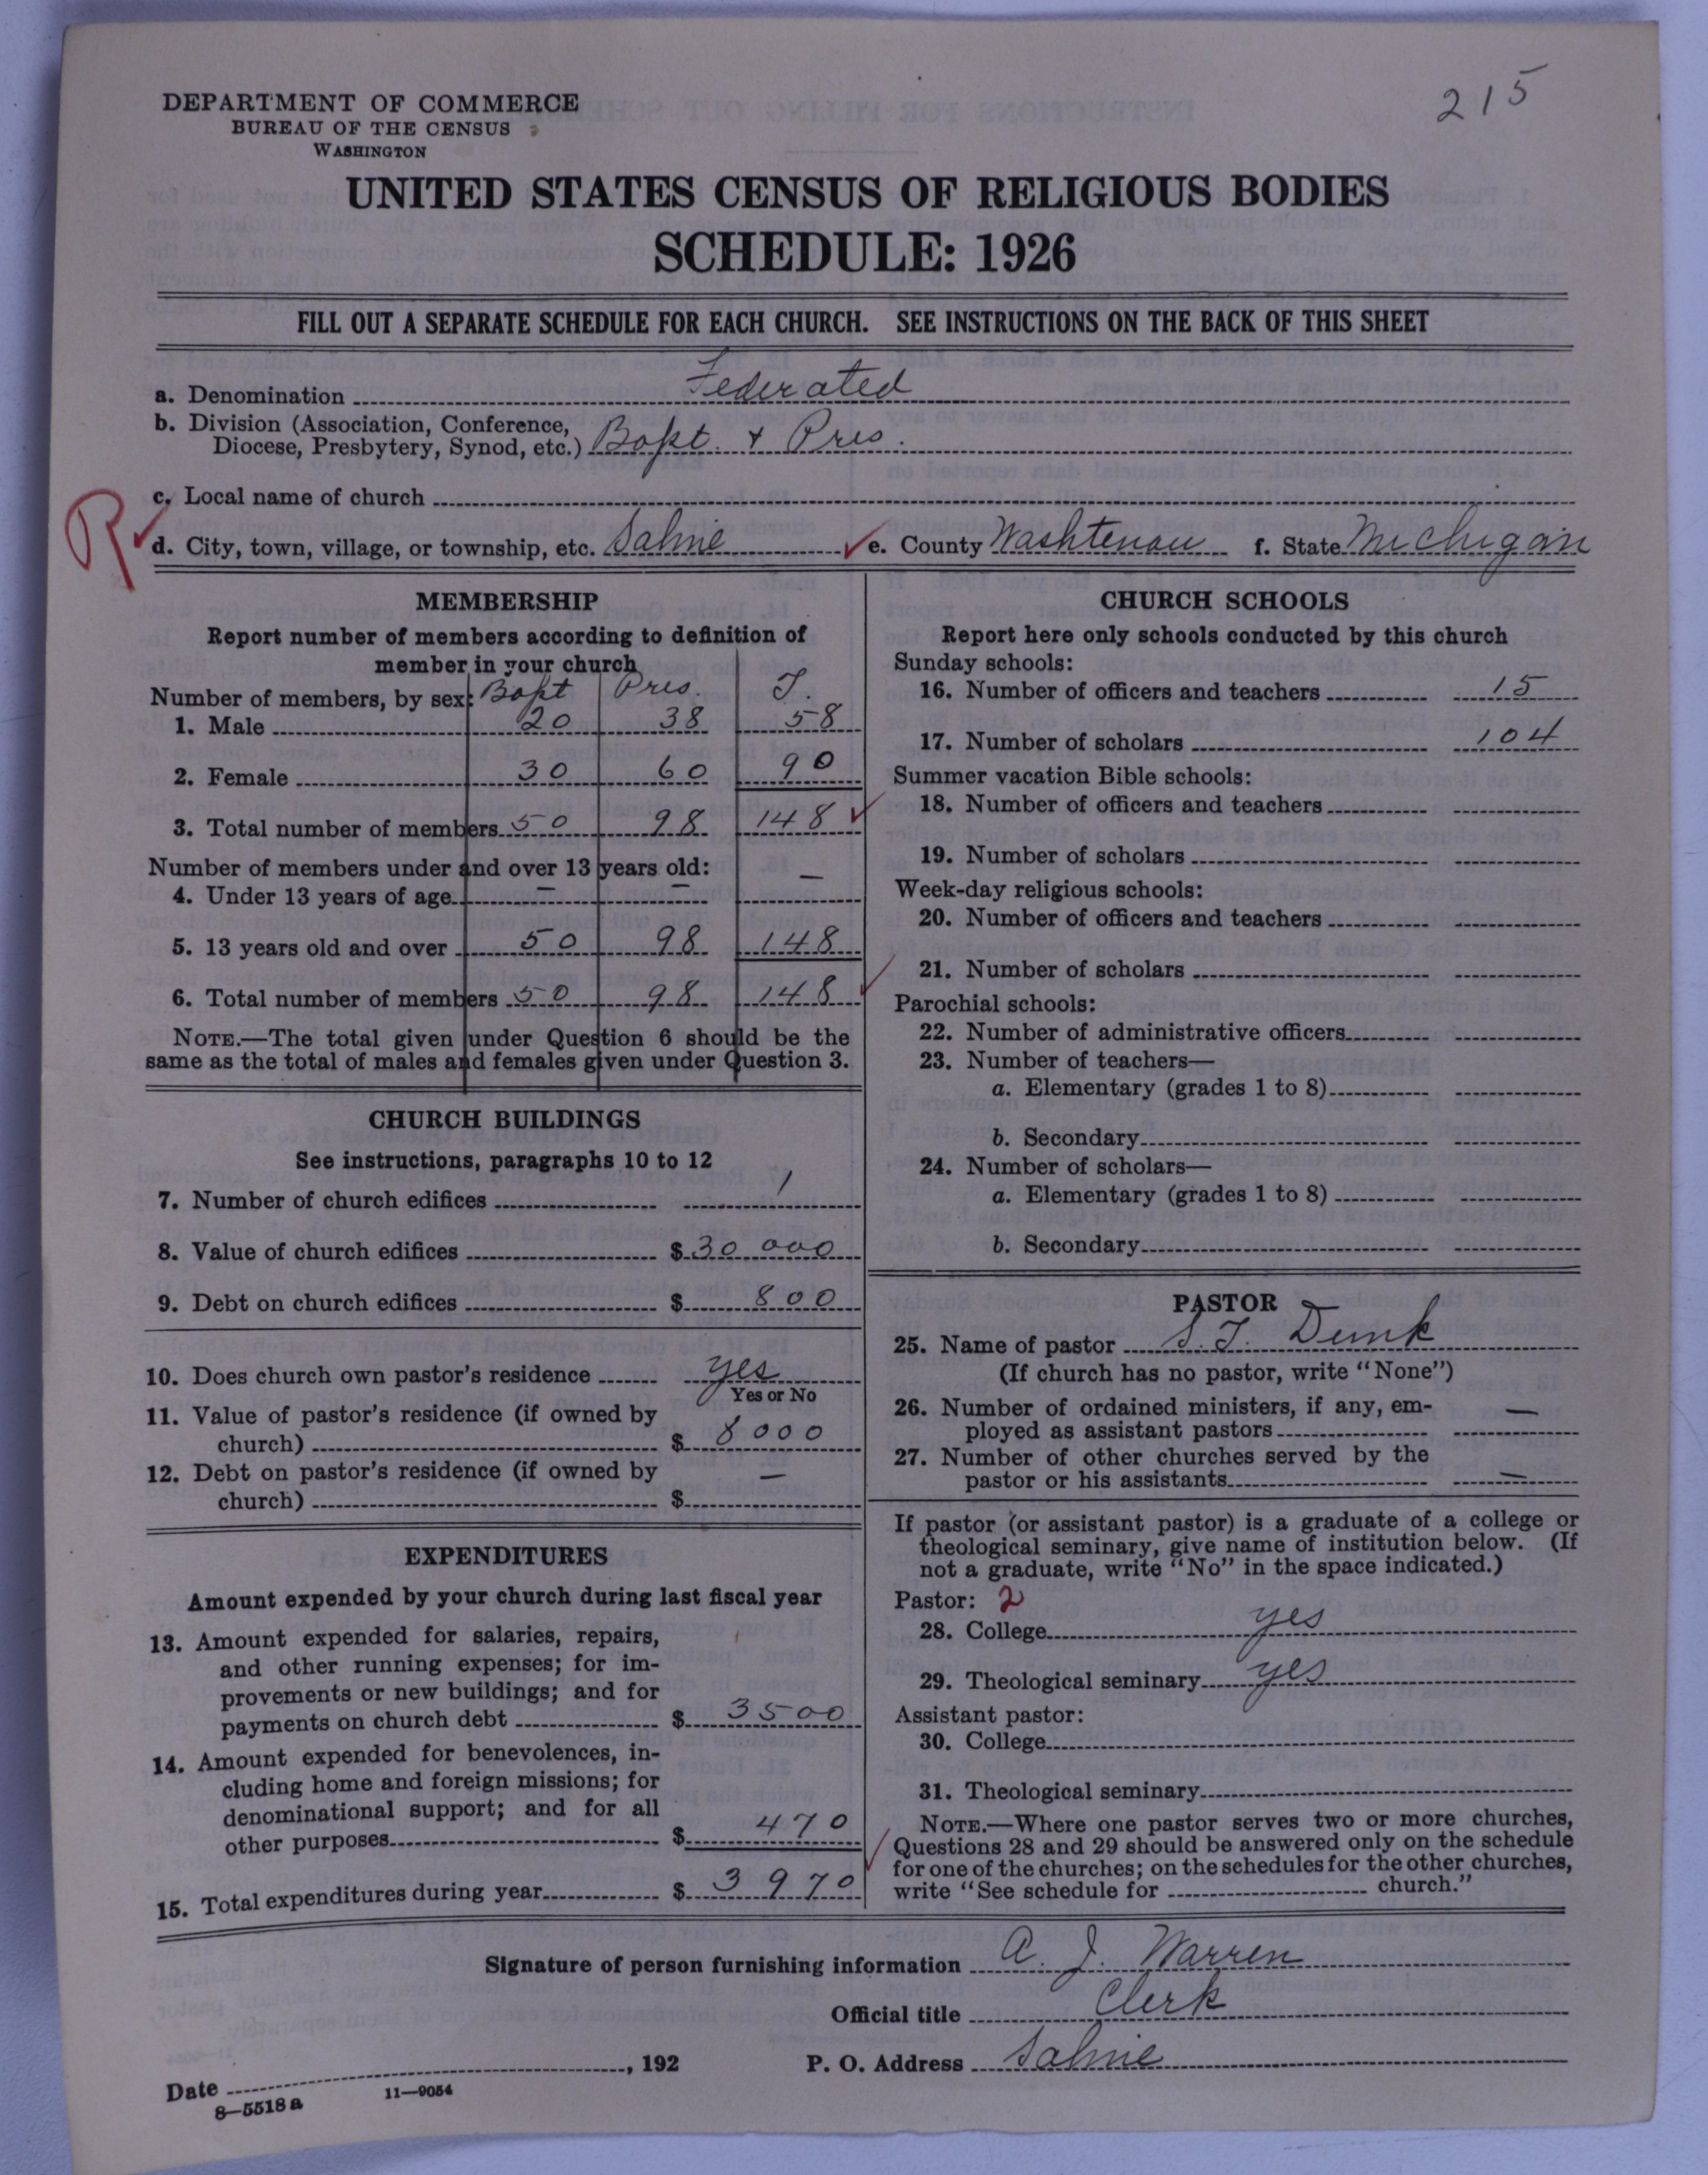 215
DEPARTMENT OF COMMERCE
BUREAU OF THE CENSUS
WASHINGTON
UNITED STATES CENSUS OF RELIGIOUS BODIES
SCHEDULE: 1926
FILL OUT A SEPARATE SCHEDULE FOR EACH CHURCH. SEE INSTRUCTIONS ON THE BACK OF THIS SHEET
a. Denomination Federated
b. Division (Association, Conference,
Diocese, Presbytery, Synod, etc.) Bapt. + Pres.
c. Local name of church
R
d. City, town, village, or township, etc. Saline e. County Washtenau f. State Michigan
MEMBERSHIP
Report number of members according to definition of
member in your church
Number of members, by sex: Bapt Pres. T.
1. Male 20 38 58
2. Female 30 60 90
3. Total number of members 50 98 148
Number of members under and over 13 years old:
4. Under 13 years of age — — —
5. 13 years old and over 50 98 148
6. Total number of members 50 98 148
NOTE.—The total given under Question 6 should be the
same as the total of males and females given under Question 3.
CHURCH BUILDINGS
See instructions, paragraphs 10 to 12
7. Number of church edifices 1
8. Value of church edifices $ 30 000
9. Debt on church edifices $ 800
10. Does church own pastor's residence yes
Yes or No
11. Value of pastor's residence (if owned by
church) $ 8000
12. Debt on pastor's residence (if owned by
church) $ —
EXPENDITURES
Amount expended by your church during last fiscal year
13. Amount expended for salaries, repairs,
and other running expenses; for im-
provements or new buildings; and for
payments on church debt $ 3500
14. Amount expended for benevolences, in-
cluding home and foreign missions; for
denominational support; and for all
other purposes $ 470
15. Total expenditures during year $ 3970
CHURCH SCHOOLS
Report here only schools conducted by this church
Sunday schools:
16. Number of officers and teachers 15
17. Number of scholars 104
Summer vacation Bible schools:
18. Number of officers and teachers
19. Number of scholars
Week-day religious schools:
20. Number of officers and teachers
21. Number of scholars
Parochial schools:
22. Number of administrative officers
23. Number of teachers—
a. Elementary (grades 1 to 8)
b. Secondary
24. Number of scholars—
a. Elementary (grades 1 to 8)
b. Secondary
PASTOR
25. Name of pastor S. T. Dunk
(If church has no pastor, write "None")
26. Number of ordained ministers, if any, em-
ployed as assistant pastors —
27. Number of other churches served by the
pastor or his assistants —
If pastor (or assistant pastor) is a graduate of a college or
theological seminary, give name of institution below. (If
not a graduate, write "No" in the space indicated.)
Pastor: 2
28. College yes
29. Theological seminary yes
Assistant pastor:
30. College
31. Theological seminary
NOTE.—Where one pastor serves two or more churches,
Questions 28 and 29 should be answered only on the schedule
for one of the churches; on the schedules for the other churches,
write "See schedule for church."
Signature of person furnishing information A. J. Warren
Official title Clerk
Date , 192 P. O. Address Saline
8—5518 a 11—9054